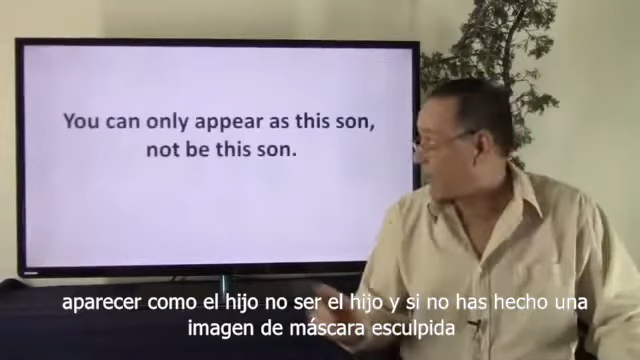 You can only appear as this son,
not be this son.
aparecer como el hijo no ser el hijo y si no has hecho una
imagen de máscara esculpida